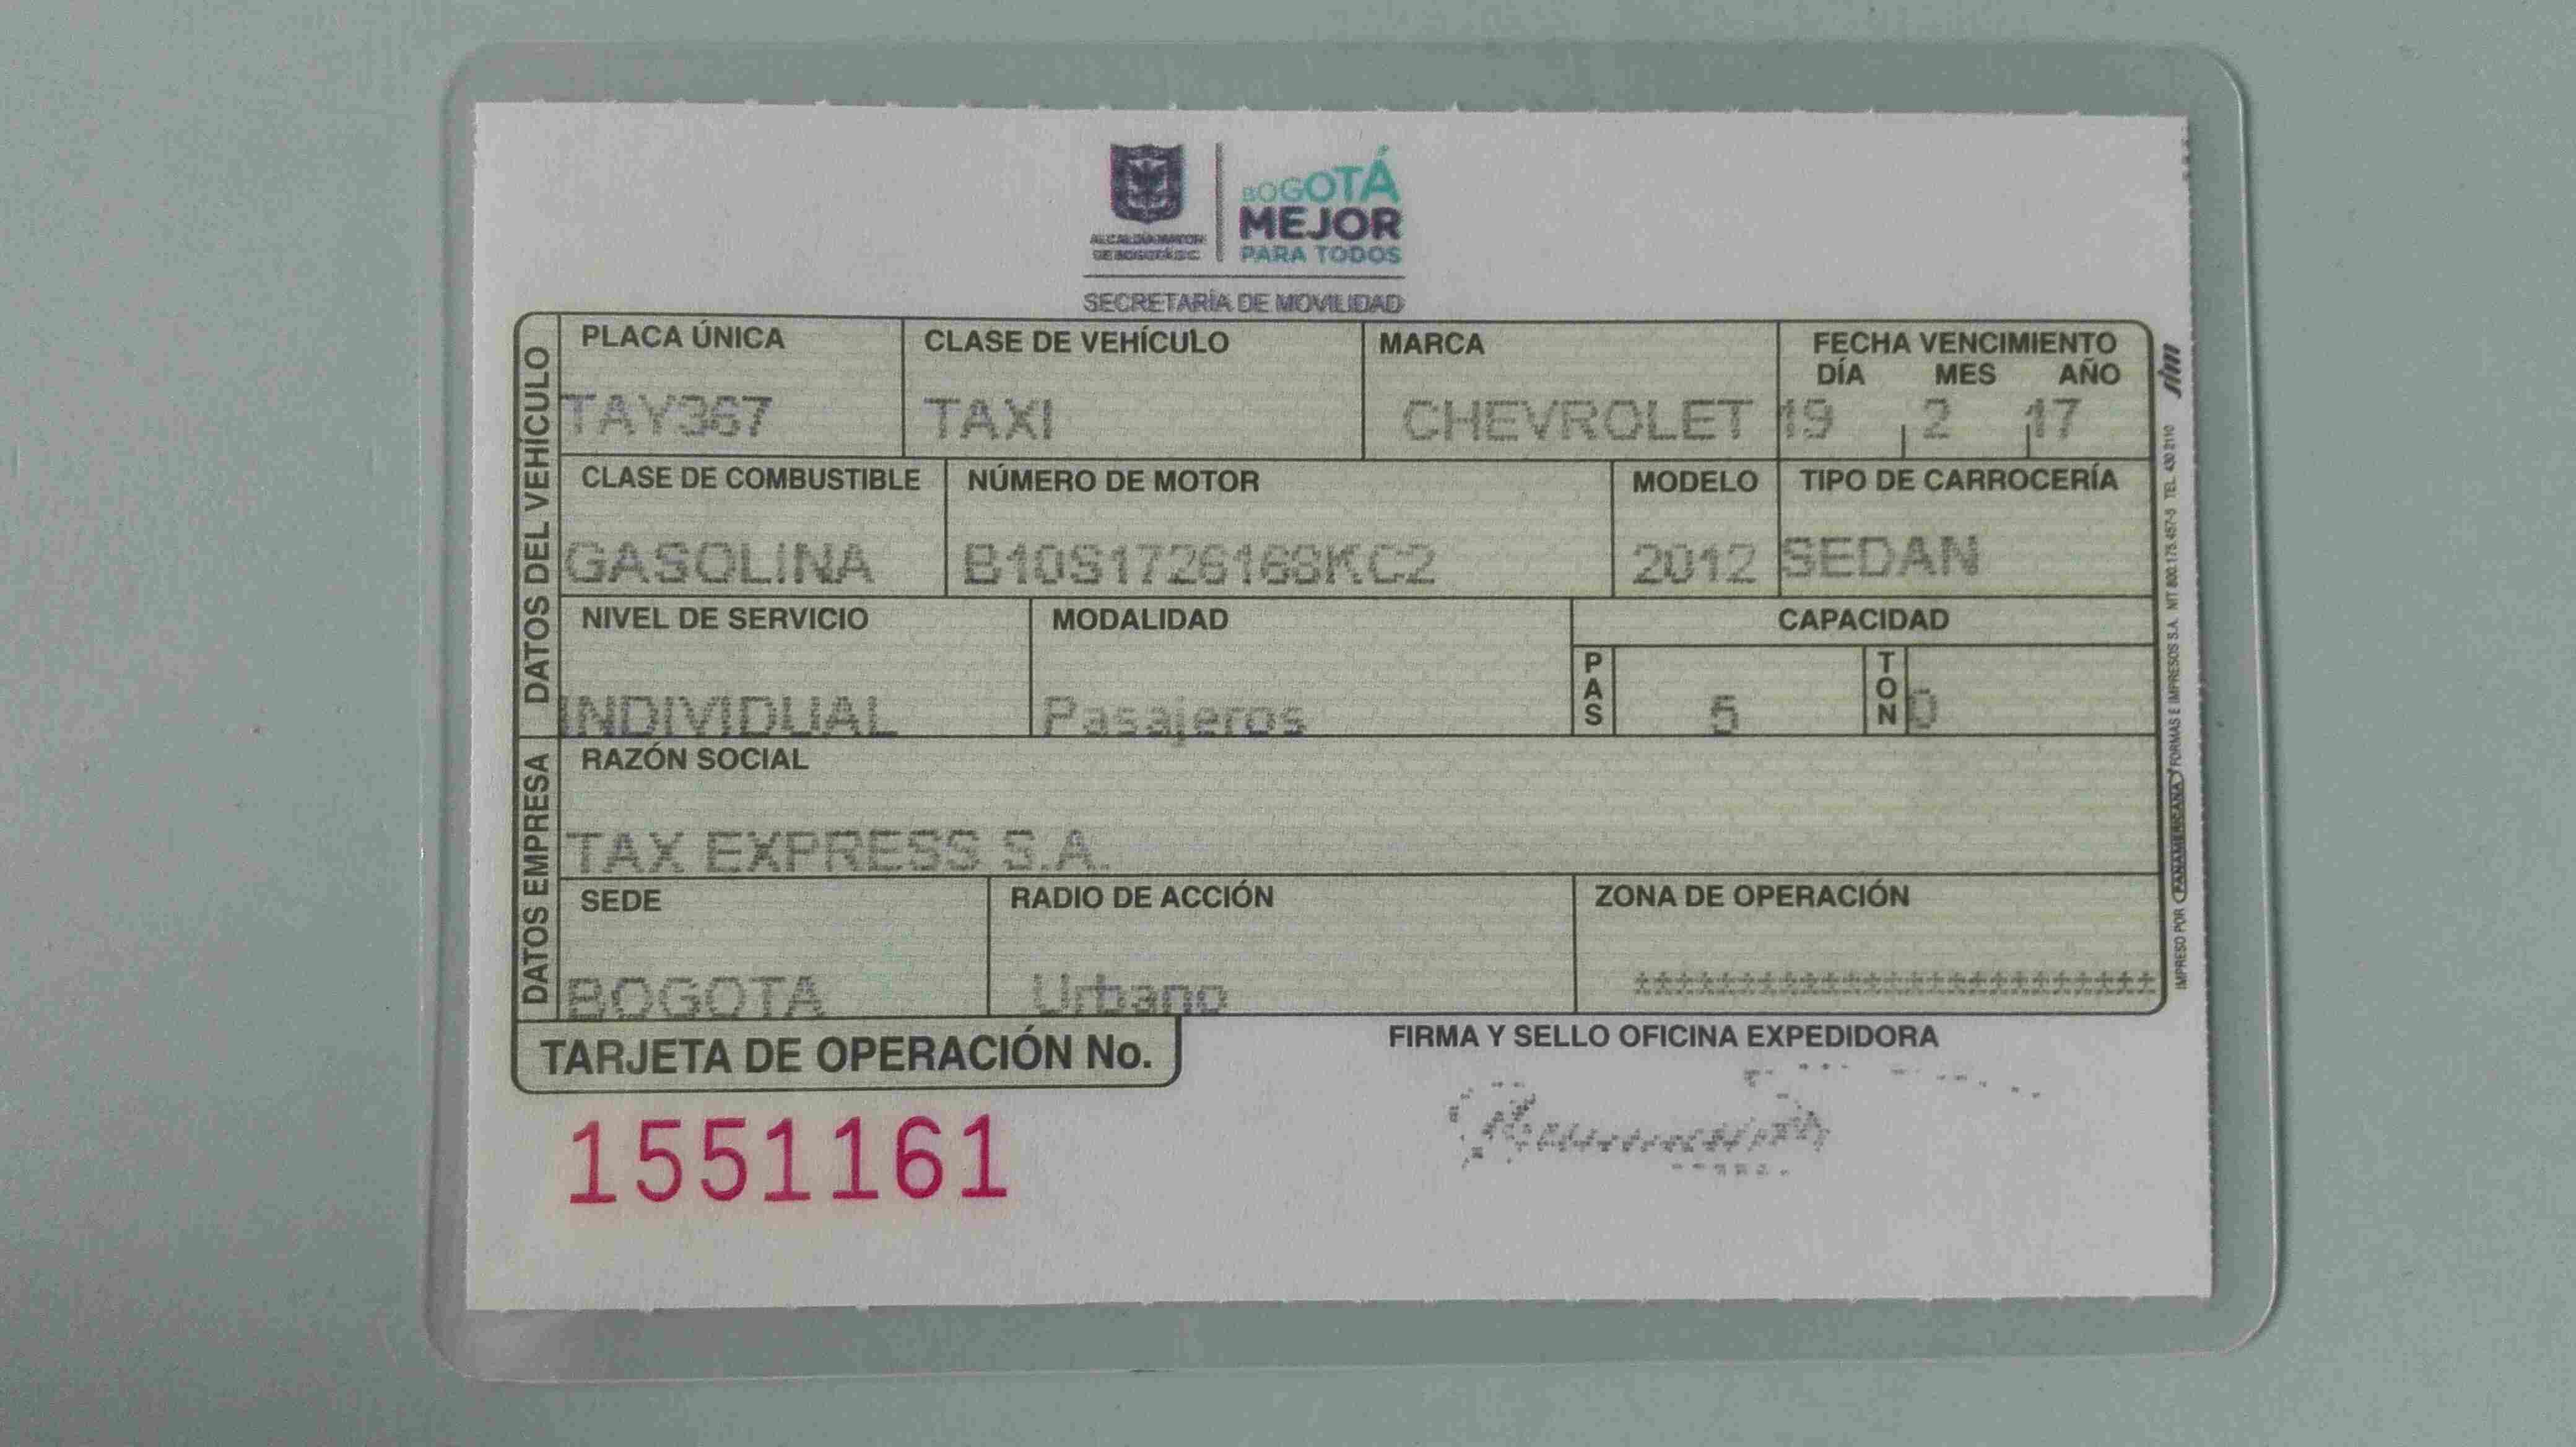 ALCALDÍA MAYOR
DE BOGOTÁ D.C.
BOGOTÁ
MEJOR
PARA TODOS
SECRETARÍA DE MOVILIDAD
DATOS DEL VEHÍCULO
PLACA ÚNICA CLASE DE VEHÍCULO MARCA FECHA VENCIMIENTO
DÍA MES AÑO
TAY367 TAXI CHEVROLET 19 2 17
CLASE DE COMBUSTIBLE NÚMERO DE MOTOR MODELO TIPO DE CARROCERÍA
GASOLINA B10S1726168KC2 2012 SEDAN
NIVEL DE SERVICIO MODALIDAD CAPACIDAD
INDIVIDUAL Pasajeros PAS 5 TON 0
DATOS EMPRESA
RAZÓN SOCIAL
TAX EXPRESS S.A.
SEDE RADIO DE ACCIÓN ZONA DE OPERACIÓN
BOGOTA Urbano ************************
TARJETA DE OPERACIÓN No. FIRMA Y SELLO OFICINA EXPEDIDORA
1551161
IMPRESO POR PANAMERICANA FORMAS E IMPRESOS S.A. NIT 800.175.457-5 TEL. 430 2110 sim